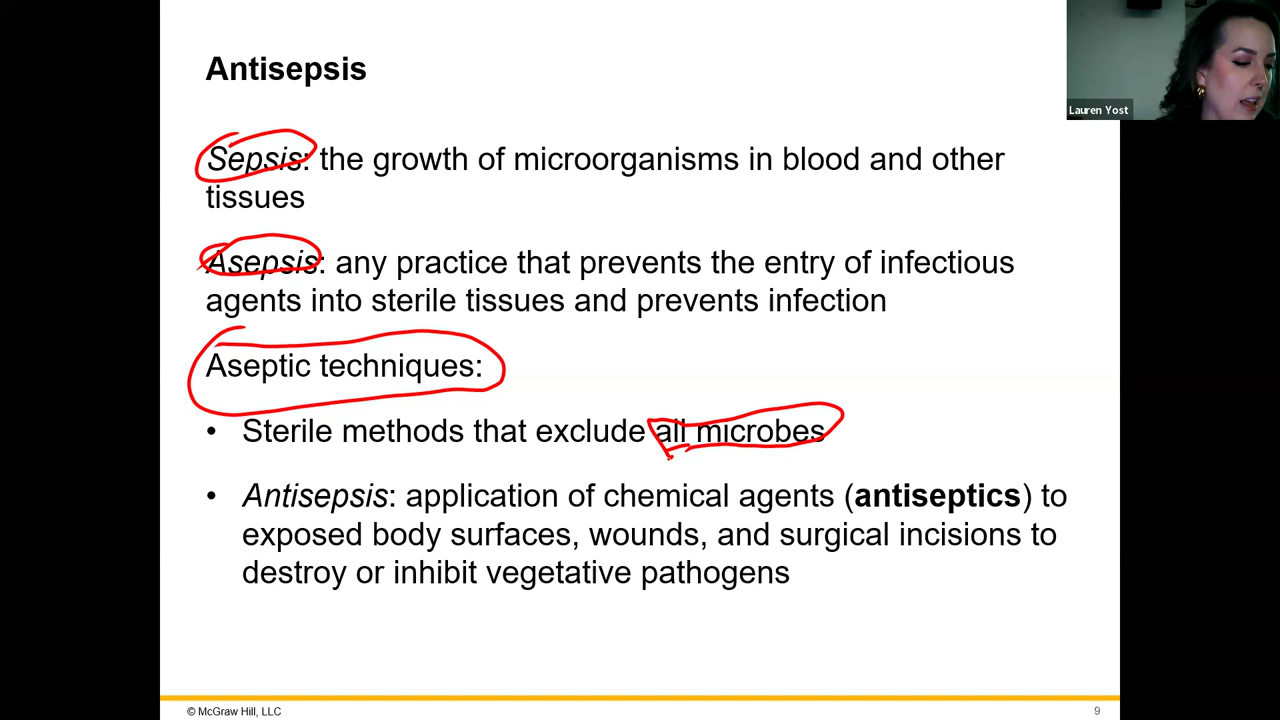 Antisepsis
Lauren Yost
Sepsis: the growth of microorganisms in blood and other
tissues
Asepsis: any practice that prevents the entry of infectious
agents into sterile tissues and prevents infection
Aseptic techniques:
• Sterile methods that exclude all microbes
• Antisepsis: application of chemical agents (antiseptics) to
exposed body surfaces, wounds, and surgical incisions to
destroy or inhibit vegetative pathogens
© McGraw Hill, LLC
9